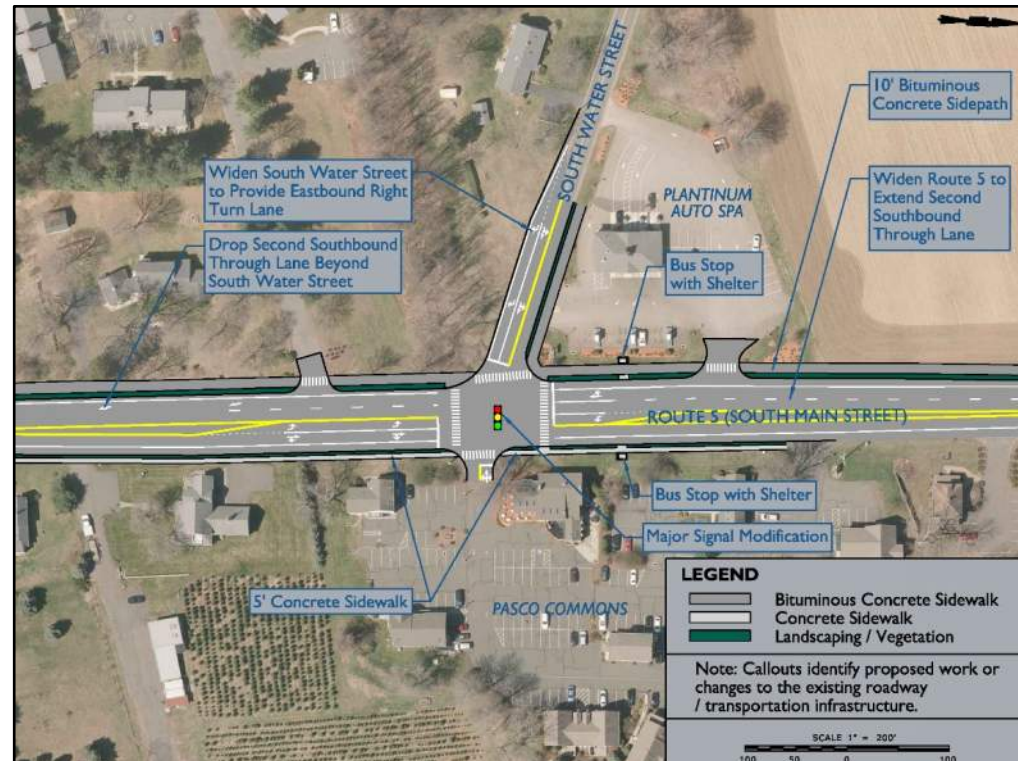 SOUTH WATER STREET
10' Bituminous
Concrete Sidepath
Widen South Water Street
to Provide Eastbound Right
Turn Lane
PLANTINUM
AUTO SPA
Widen Route 5 to
Extend Second
Southbound
Through Lane
Drop Second Southbound
Through Lane Beyond
South Water Street
Bus Stop
with Shelter
ROUTE 5 (SOUTH MAIN STREET)
Bus Stop with Shelter
Major Signal Modification
5' Concrete Sidewalk
PASCO COMMONS
LEGEND
Bituminous Concrete Sidewalk
Concrete Sidewalk
Landscaping / Vegetation
Note: Callouts identify proposed work or
changes to the existing roadway
/ transportation infrastructure.
SCALE 1" = 200'
100 50 0 100